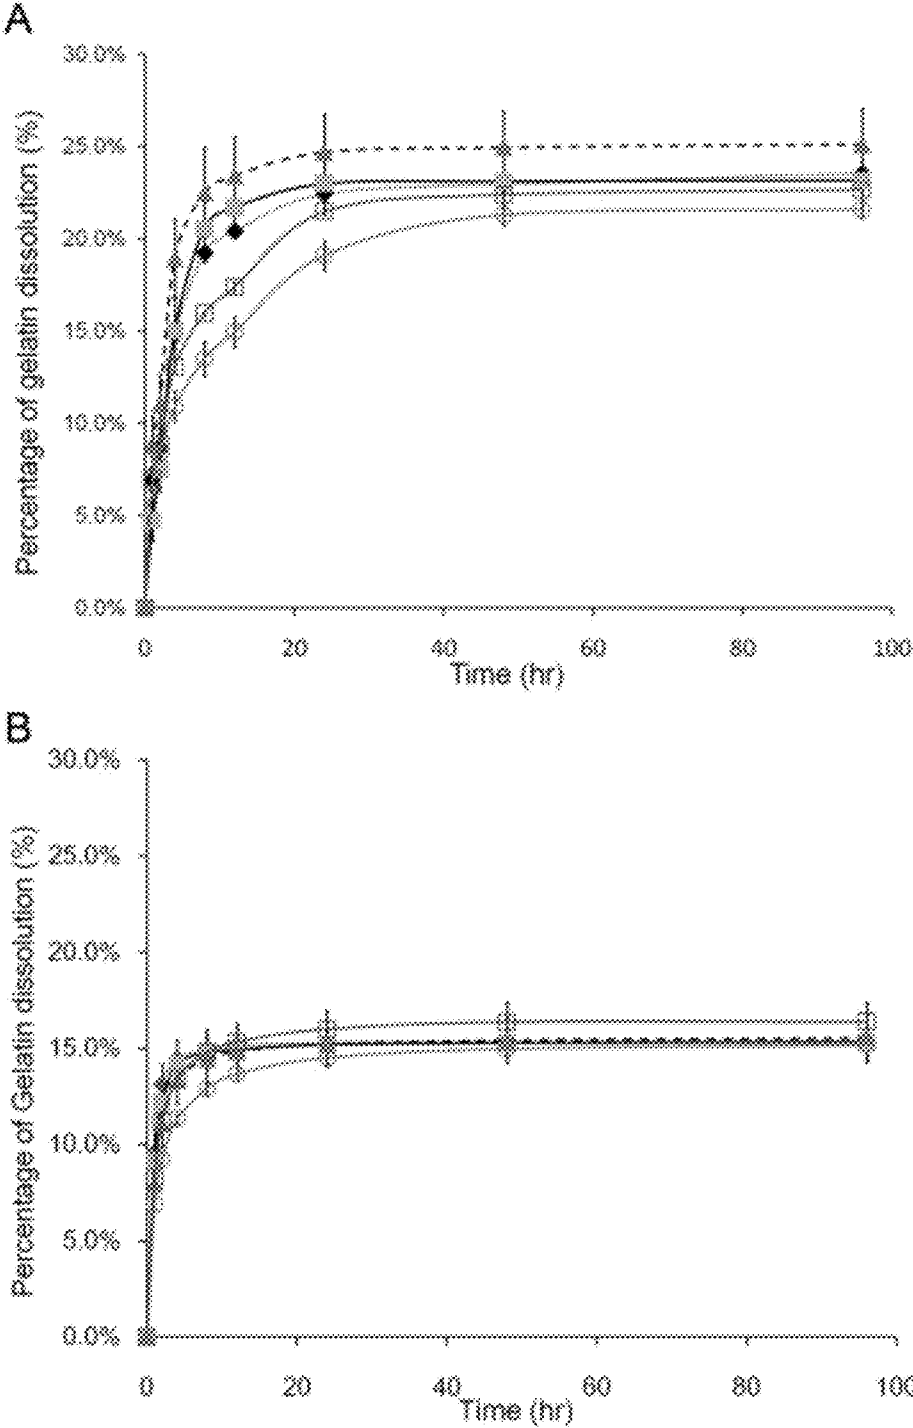 A
Percentage of gelatin dissolution (%)
30.0%
25.0%
20.0%
15.0%
10.0%
5.0%
0.0%
0 20 40 60 80 100
Time (hr)
B
Percentage of Gelatin dissolution (%)
30.0%
25.0%
20.0%
15.0%
10.0%
5.0%
0.0%
0 20 40 60 80 100
Time (hr)